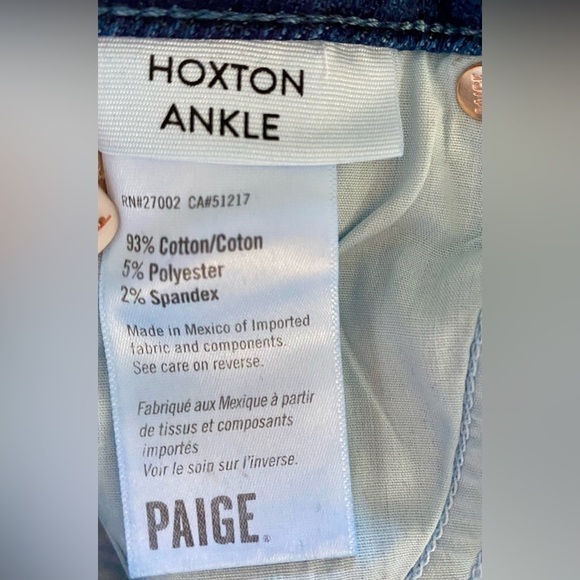 HOXTON
ANKLE
RN#27002 CA#51217
93% Cotton/Coton
5% Polyester
2% Spandex
Made in Mexico of Imported
fabric and components.
See care on reverse.
Fabriqué aux Mexique à partir
de tissus et composants
importés
Voir le soin sur l'inverse.
PAIGE®